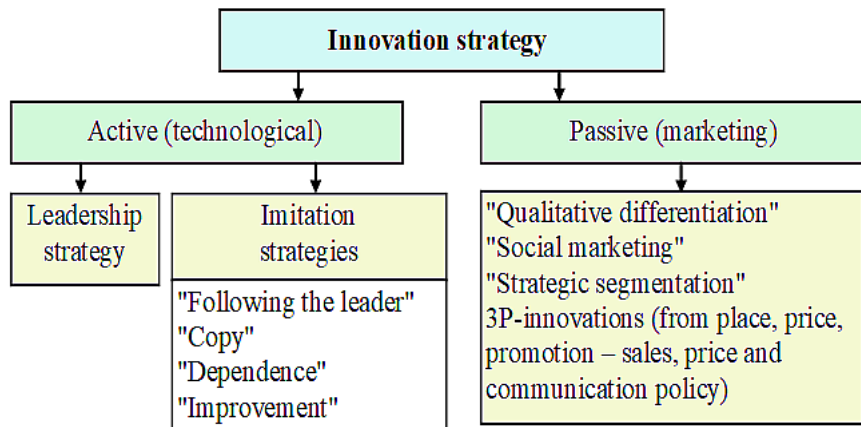 Innovation strategy
Active (technological)
Passive (marketing)
Leadership
strategy
Imitation
strategies
"Following the leader"
"Copy"
"Dependence"
"Improvement"
"Qualitative differentiation"
"Social marketing"
"Strategic segmentation"
3P-innovations (from place, price,
promotion – sales, price and
communication policy)